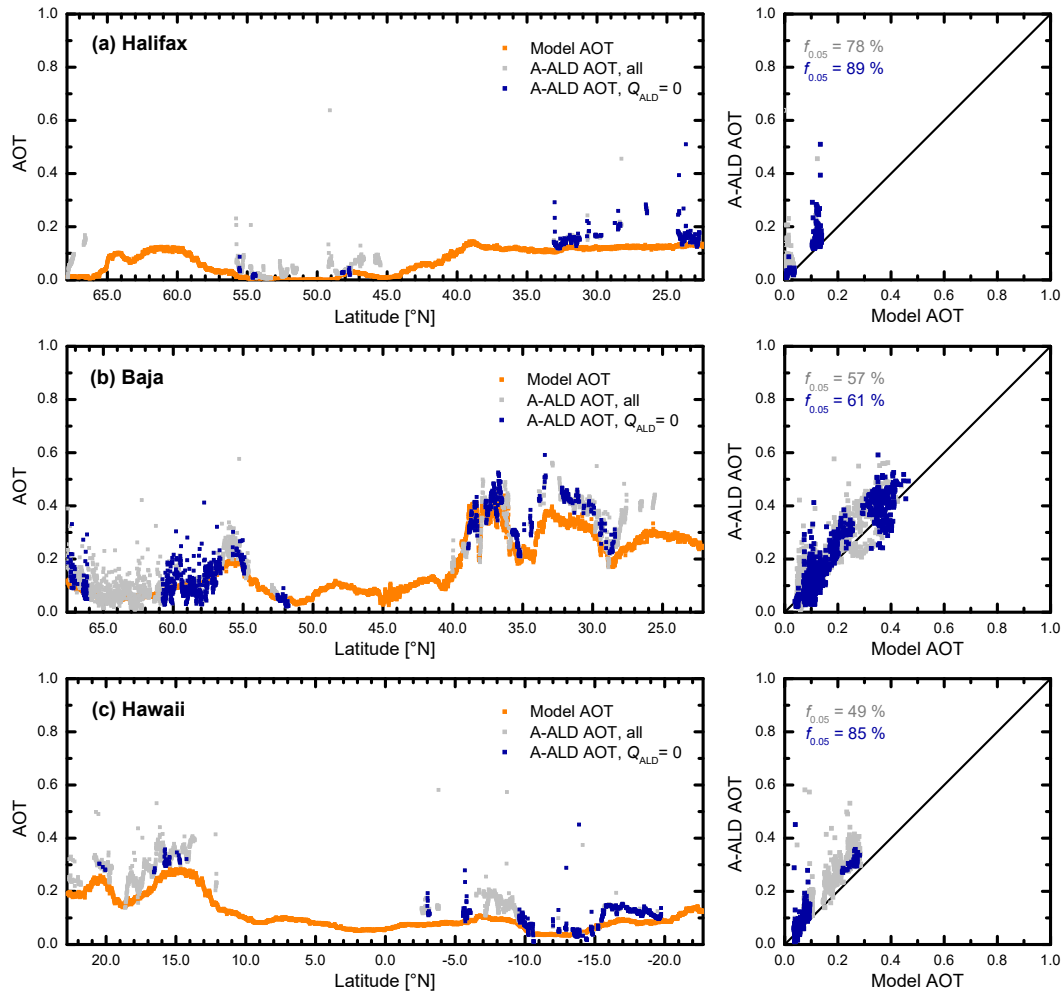 (a) Halifax
Model AOT
A-ALD AOT, all
A-ALD AOT, Q_ALD = 0
AOT
1.0
0.8
0.6
0.4
0.2
0.0
65.0 60.0 55.0 50.0 45.0 40.0 35.0 30.0 25.0
Latitude [°N]
f_0.05 = 78 %
f_0.05 = 89 %
A-ALD AOT
1.0
0.8
0.6
0.4
0.2
0.0
0.0 0.2 0.4 0.6 0.8 1.0
Model AOT
(b) Baja
Model AOT
A-ALD AOT, all
A-ALD AOT, Q_ALD = 0
AOT
1.0
0.8
0.6
0.4
0.2
0.0
65.0 60.0 55.0 50.0 45.0 40.0 35.0 30.0 25.0
Latitude [°N]
f_0.05 = 57 %
f_0.05 = 61 %
A-ALD AOT
1.0
0.8
0.6
0.4
0.2
0.0
0.0 0.2 0.4 0.6 0.8 1.0
Model AOT
(c) Hawaii
Model AOT
A-ALD AOT, all
A-ALD AOT, Q_ALD = 0
AOT
1.0
0.8
0.6
0.4
0.2
0.0
20.0 15.0 10.0 5.0 0.0 -5.0 -10.0 -15.0 -20.0
Latitude [°N]
f_0.05 = 49 %
f_0.05 = 85 %
A-ALD AOT
1.0
0.8
0.6
0.4
0.2
0.0
0.0 0.2 0.4 0.6 0.8 1.0
Model AOT